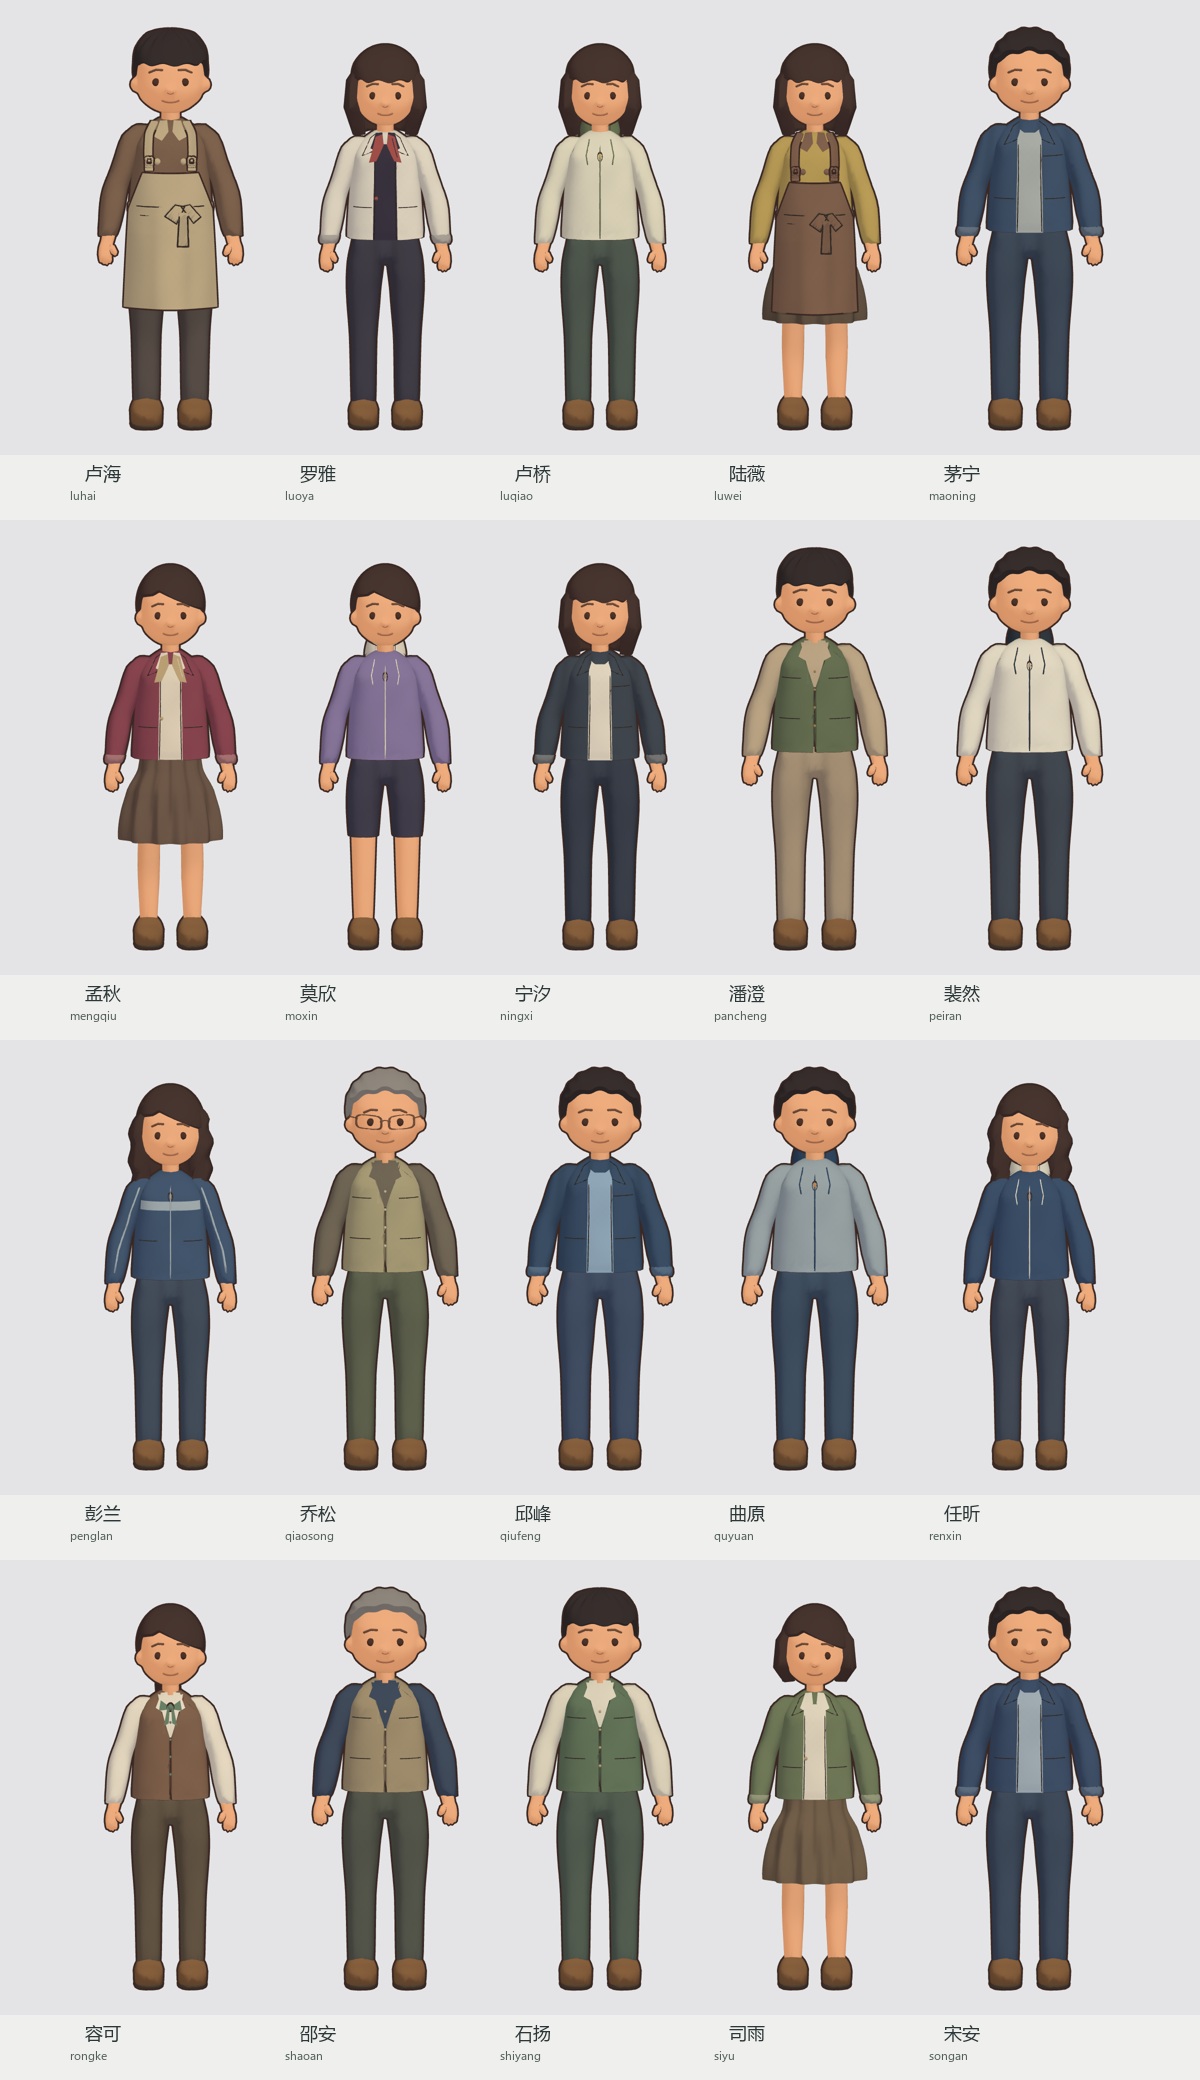 卢海 罗雅 卢桥 陆薇 茅宁
luhai luoya luqiao luwei maoning
孟秋 莫欣 宁汐 潘澄 裴然
mengqiu moxin ningxi pancheng peiran
彭兰 乔松 邱峰 曲原 任昕
penglan qiaosong qiufeng quyuan renxin
容可 邵安 石扬 司雨 宋安
rongke shaoan shiyang siyu songan